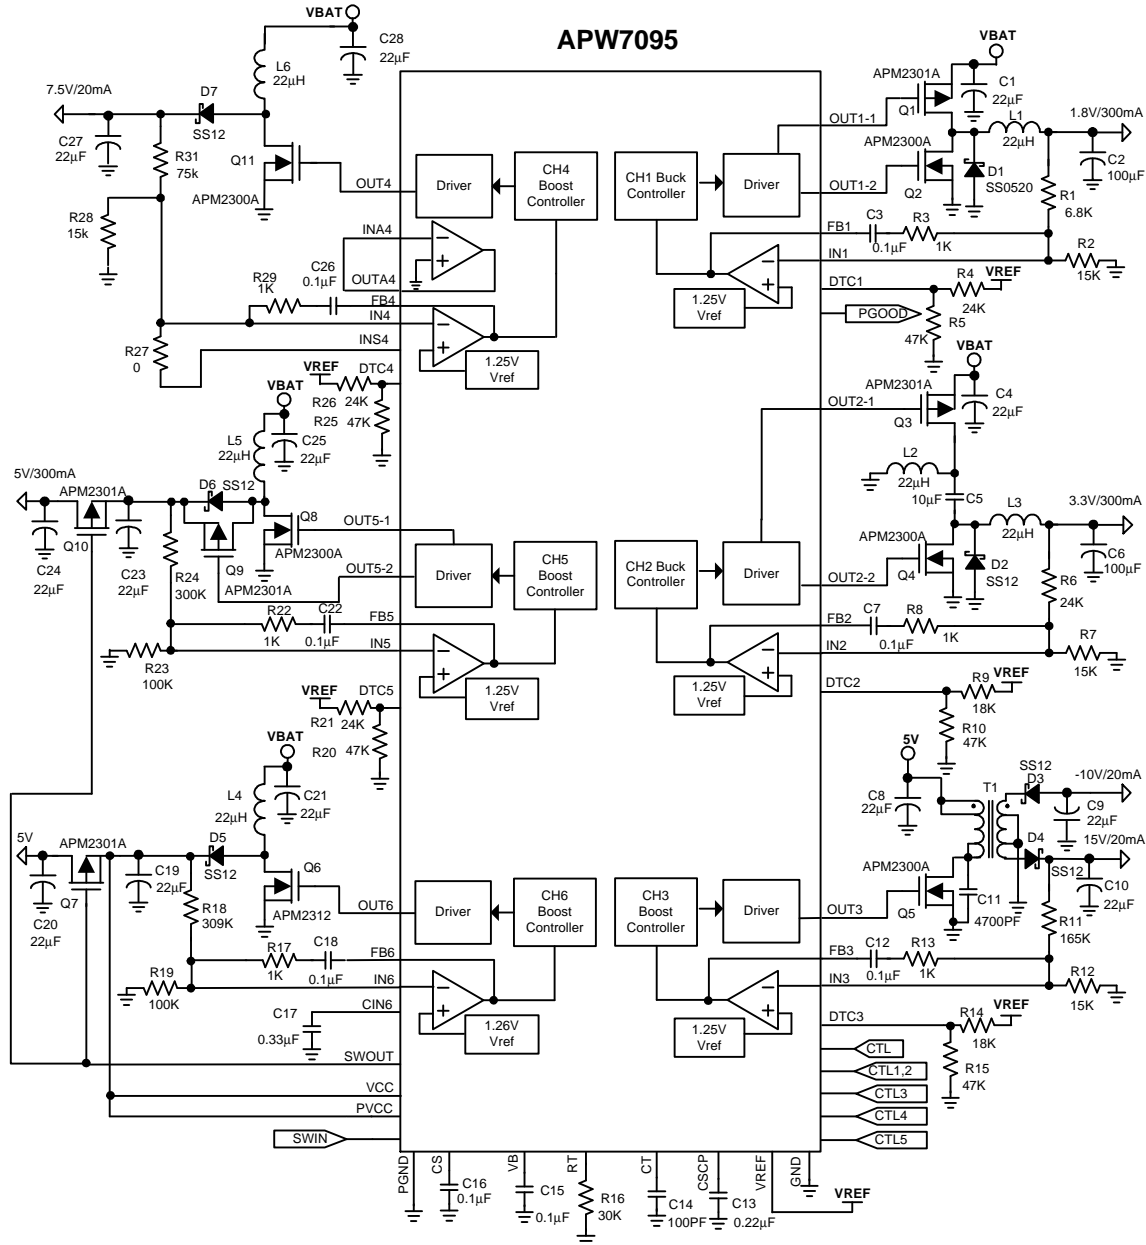 APW7095
VBAT
C28
22µF
L6
22µH
7.5V/20mA
D7
SS12
C27
22µF
R31
75k
Q11
APM2300A
OUT4
Driver
CH4
Boost
Controller
R28
15k
INA4
OUTA4
C26
0.1µF
R29
1K
FB4
IN4
R27
0
INS4
1.25V
Vref
VREF
DTC4
R26
24K
R25
47K
VBAT
C25
22µF
L5
22µH
5V/300mA
APM2301A
D6
SS12
Q10
C24
22µF
C23
22µF
R24
300K
Q9
APM2301A
Q8
APM2300A
OUT5-1
OUT5-2
Driver
CH5
Boost
Controller
R22
1K
C22
0.1µF
FB5
IN5
R23
100K
1.25V
Vref
VREF
DTC5
R21
24K
R20
47K
VBAT
C21
22µF
L4
22µH
5V
APM2301A
D5
SS12
Q7
C20
22µF
C19
22µF
R18
309K
Q6
APM2312
OUT6
Driver
CH6
Boost
Controller
R17
1K
C18
0.1µF
FB6
IN6
R19
100K
CIN6
C17
0.33µF
1.26V
Vref
SWOUT
VCC
PVCC
SWIN
VBAT
APM2301A
C1
22µF
Q1
OUT1-1
L1
22µH
1.8V/300mA
APM2300A
Q2
OUT1-2
D1
SS0520
C2
100µF
R1
6.8K
CH1 Buck
Controller
Driver
FB1
C3
0.1µF
R3
1K
IN1
R2
15K
1.25V
Vref
DTC1
R4
24K
VREF
PGOOD
R5
47K
VBAT
APM2301A
C4
22µF
OUT2-1
Q3
L2
22µH
10µF
C5
L3
22µH
3.3V/300mA
APM2300A
Q4
OUT2-2
D2
SS12
C6
100µF
R6
24K
CH2 Buck
Controller
Driver
FB2
C7
0.1µF
R8
1K
IN2
R7
15K
1.25V
Vref
DTC2
R9
18K
VREF
R10
47K
5V
C8
22µF
T1
SS12
D3
-10V/20mA
C9
22µF
D4
SS12
15V/20mA
C10
22µF
APM2300A
Q5
C11
4700PF
R11
165K
OUT3
CH3
Boost
Controller
Driver
FB3
C12
0.1µF
R13
1K
IN3
R12
15K
1.25V
Vref
DTC3
R14
18K
VREF
R15
47K
CTL
CTL1,2
CTL3
CTL4
CTL5
PGND
CS
VB
RT
CT
CSCP
VREF
GND
C16
0.1µF
C15
0.1µF
R16
30K
C14
100PF
C13
0.22µF
VREF